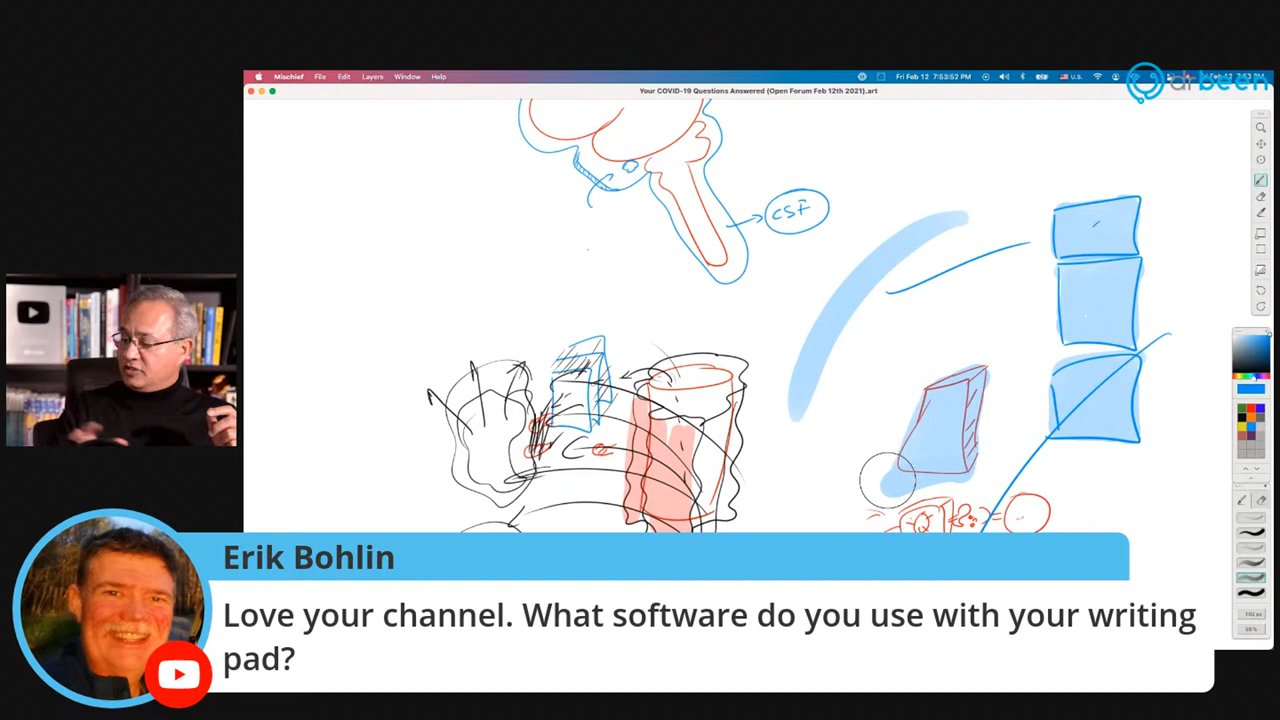 Mischief File Edit Layers Window Help
U.S.
Fri Feb 12 7:53:52 PM
Your COVID-19 Questions Answered (Open Forum Feb 12th 2021).art
drbeen
CSF
Erik Bohlin
Love your channel. What software do you use with your writing
pad?